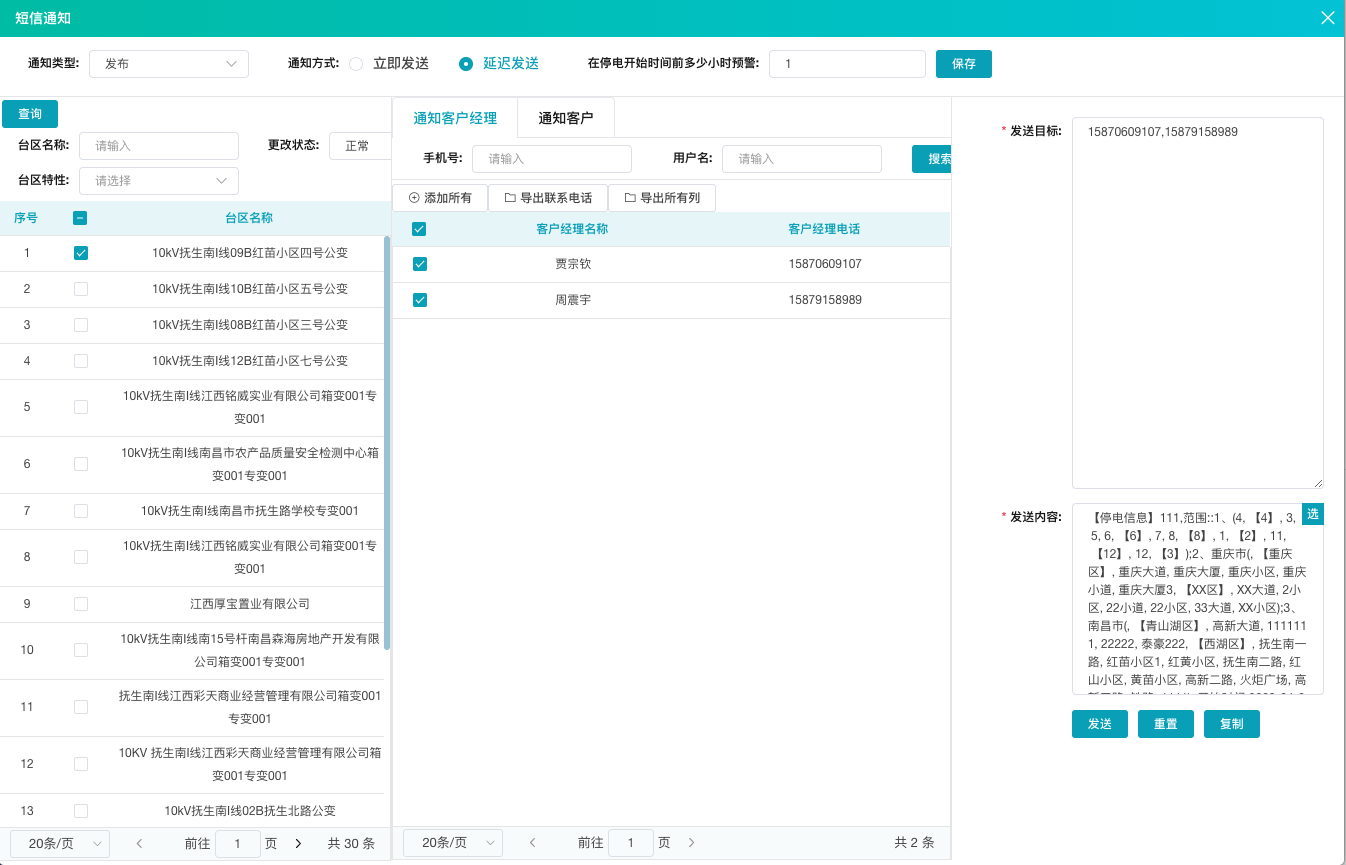 短信通知
通知类型: 发布 通知方式: 立即发送 延迟发送 在停电开始时间前多少小时预警: 1 保存
查询
台区名称: 请输入 更改状态: 正常
台区特性: 请选择
序号 台区名称
1 10kV抚生南I线09B红苗小区四号公变
2 10kV抚生南I线10B红苗小区五号公变
3 10kV抚生南I线08B红苗小区三号公变
4 10kV抚生南I线12B红苗小区七号公变
5 10kV抚生南I线江西铭威实业有限公司箱变001专
变001
6 10kV抚生南I线南昌市农产品质量安全检测中心箱
变001专变001
7 10kV抚生南I线南昌市抚生路学校专变001
8 10kV抚生南I线江西铭威实业有限公司箱变001专
变001
9 江西厚宝置业有限公司
10 10kV抚生南I线南15号杆南昌森海房地产开发有限
公司箱变001专变001
11 抚生南I线江西彩天商业经营管理有限公司箱变001
专变001
12 10KV 抚生南I线江西彩天商业经营管理有限公司箱
变001专变001
13 10kV抚生南I线02B抚生北路公变
20条/页 前往 1 页 共 30 条
通知客户经理 通知客户
手机号: 请输入 用户名: 请输入 搜索
添加所有 导出联系电话 导出所有列
客户经理名称 客户经理电话
贾宗钦 15870609107
周震宇 15879158989
20条/页 前往 1 页 共 2 条
* 发送目标: 15870609107,15879158989
* 发送内容: 选
【停电信息】111,范围::1、(4, 【4】, 3,
5, 6, 【6】, 7, 8, 【8】, 1, 【2】, 11,
【12】, 12, 【3】);2、重庆市(, 【重庆
区】, 重庆大道, 重庆大厦, 重庆小区, 重庆
小道, 重庆大厦3, 【XX区】, XX大道, 2小
区, 22小道, 22小区, 33大道, XX小区);3、
南昌市(, 【青山湖区】, 高新大道, 111111
1, 22222, 泰豪222, 【西湖区】, 抚生南一
路, 红苗小区1, 红黄小区, 抚生南二路, 红
山小区, 黄苗小区, 高新二路, 火炬广场, 高
发送 重置 复制